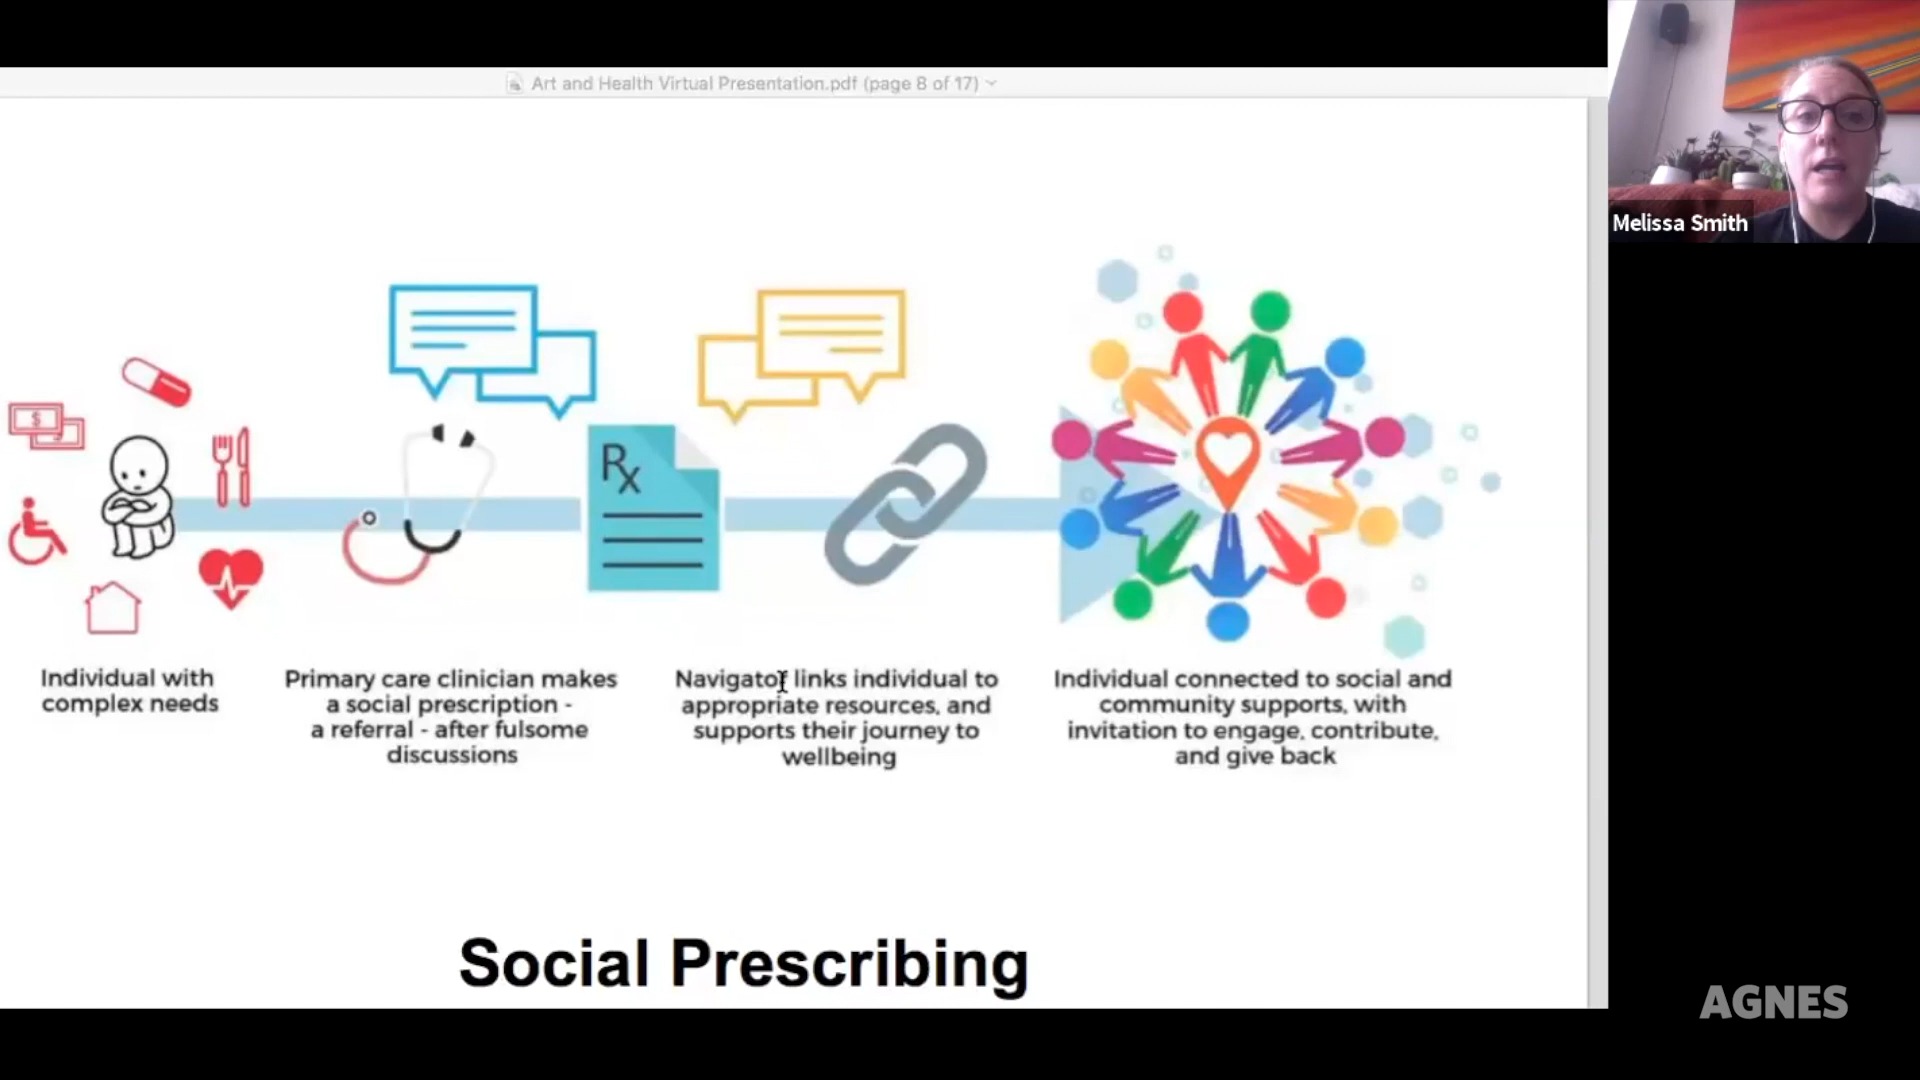 Art and Health Virtual Presentation.pdf (page 8 of 17)
Melissa Smith
$
Rx
Individual with
complex needs
Primary care clinician makes
a social prescription -
a referral - after fulsome
discussions
Navigator links individual to
appropriate resources, and
supports their journey to
wellbeing
Individual connected to social and
community supports, with
invitation to engage, contribute,
and give back
Social Prescribing
AGNES